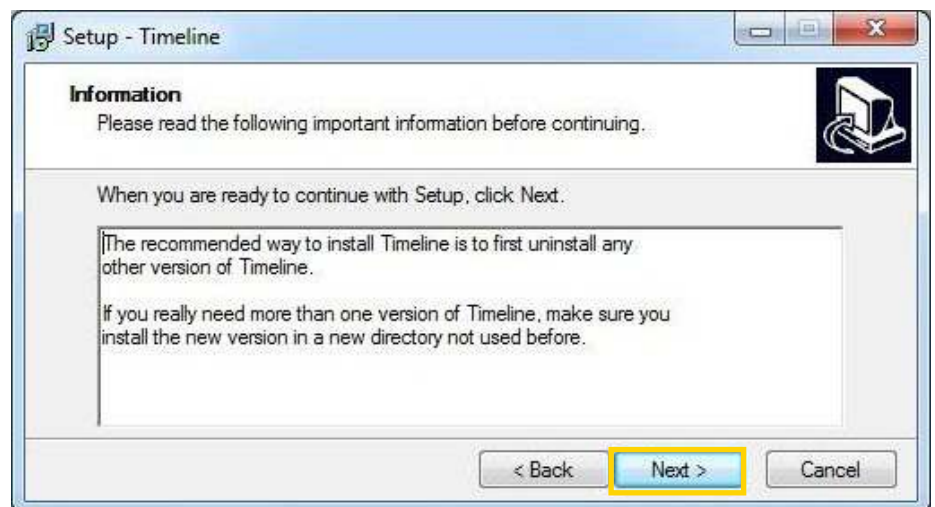 Setup - Timeline
Information
Please read the following important information before continuing.
When you are ready to continue with Setup, click Next.
The recommended way to install Timeline is to first uninstall any
other version of Timeline.
If you really need more than one version of Timeline, make sure you
install the new version in a new directory not used before.
< Back Next > Cancel